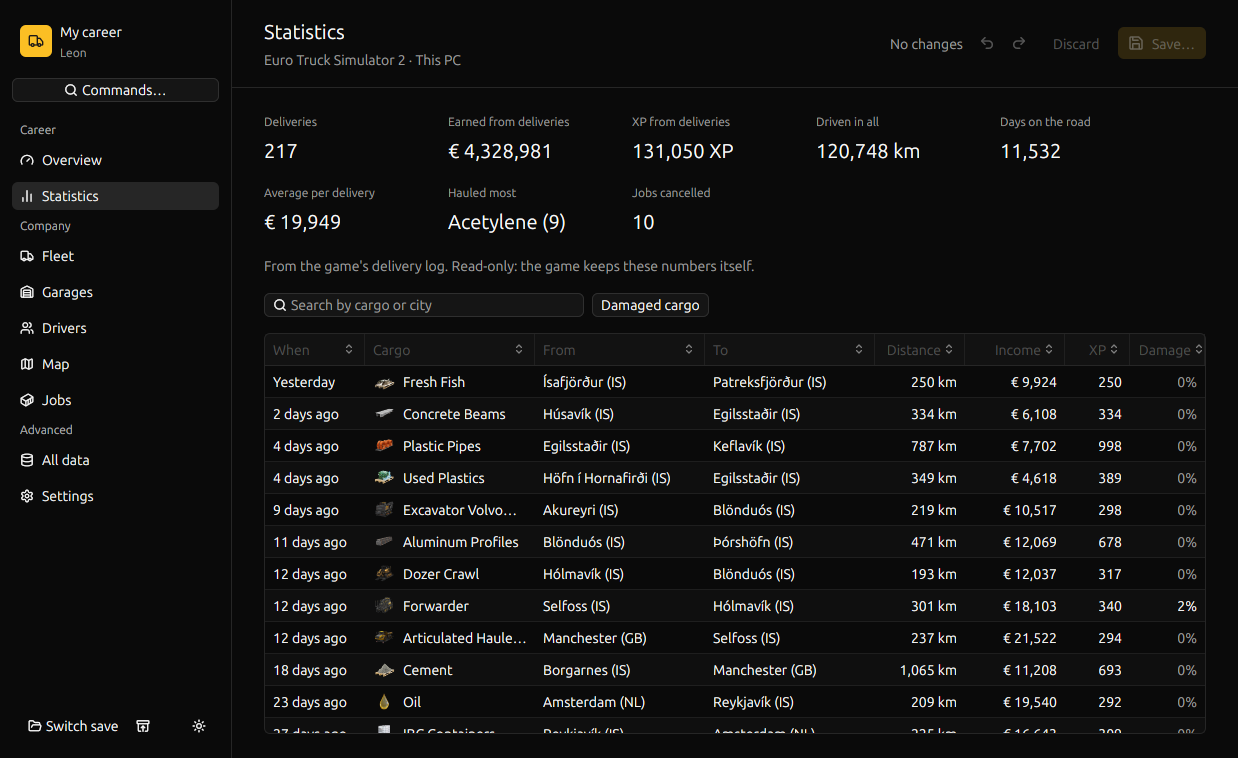 My career
Leon
Commands…
Career
Overview
Statistics
Company
Fleet
Garages
Drivers
Map
Jobs
Advanced
All data
Settings
Switch save
Statistics
Euro Truck Simulator 2 · This PC
No changes Discard Save…
Deliveries Earned from deliveries XP from deliveries Driven in all Days on the road
217 € 4,328,981 131,050 XP 120,748 km 11,532
Average per delivery Hauled most Jobs cancelled
€ 19,949 Acetylene (9) 10
From the game's delivery log. Read-only: the game keeps these numbers itself.
Search by cargo or city Damaged cargo
When Cargo From To Distance Income XP Damage
Yesterday Fresh Fish Ísafjörður (IS) Patreksfjörður (IS) 250 km € 9,924 250 0%
2 days ago Concrete Beams Húsavík (IS) Egilsstaðir (IS) 334 km € 6,108 334 0%
4 days ago Plastic Pipes Egilsstaðir (IS) Keflavík (IS) 787 km € 7,702 998 0%
4 days ago Used Plastics Höfn í Hornafirði (IS) Egilsstaðir (IS) 349 km € 4,618 389 0%
9 days ago Excavator Volvo… Akureyri (IS) Blönduós (IS) 219 km € 10,517 298 0%
11 days ago Aluminum Profiles Blönduós (IS) Þórshöfn (IS) 471 km € 12,069 678 0%
12 days ago Dozer Crawl Hólmavík (IS) Blönduós (IS) 193 km € 12,037 317 0%
12 days ago Forwarder Selfoss (IS) Hólmavík (IS) 301 km € 18,103 340 2%
12 days ago Articulated Haule… Manchester (GB) Selfoss (IS) 237 km € 21,522 294 0%
18 days ago Cement Borgarnes (IS) Manchester (GB) 1,065 km € 11,208 693 0%
23 days ago Oil Amsterdam (NL) Reykjavík (IS) 209 km € 19,540 292 0%
27 days ago IBC Containers Reykjavík (IS) Amsterdam (NL)